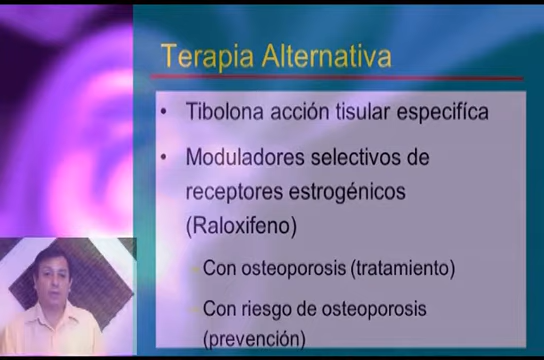 Terapia Alternativa
• Tibolona acción tisular especifíca
• Moduladores selectivos de
receptores estrogénicos
(Raloxifeno)
- Con osteoporosis (tratamiento)
- Con riesgo de osteoporosis
(prevención)